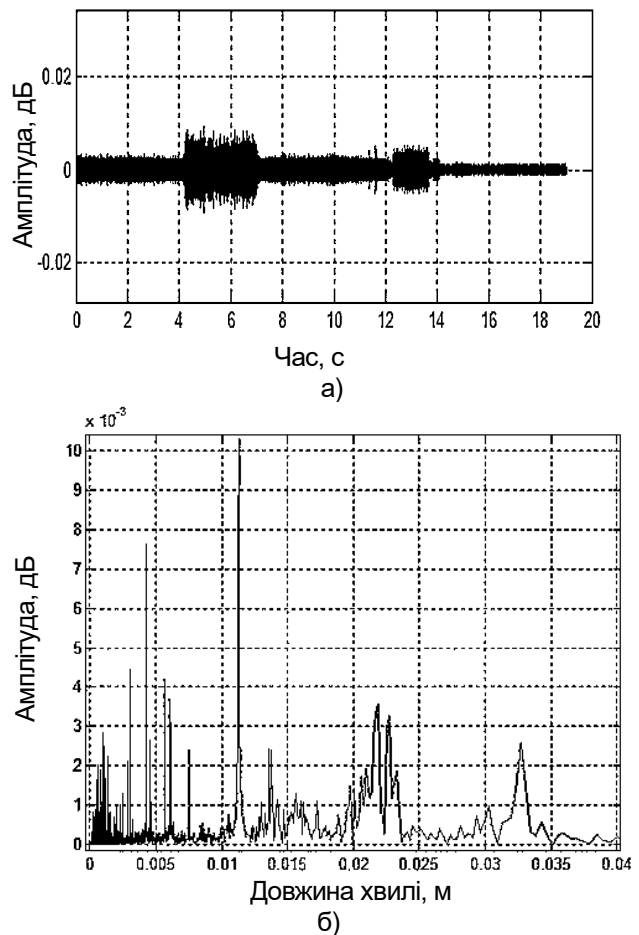 Амплітуда, дБ
0.02
0
-0.02
0 2 4 6 8 10 12 14 16 18 20
Час, с
а)
x 10⁻³
Амплітуда, дБ
10
9
8
7
6
5
4
3
2
1
0
0 0.005 0.01 0.015 0.02 0.025 0.03 0.035 0.04
Довжина хвилі, м
б)